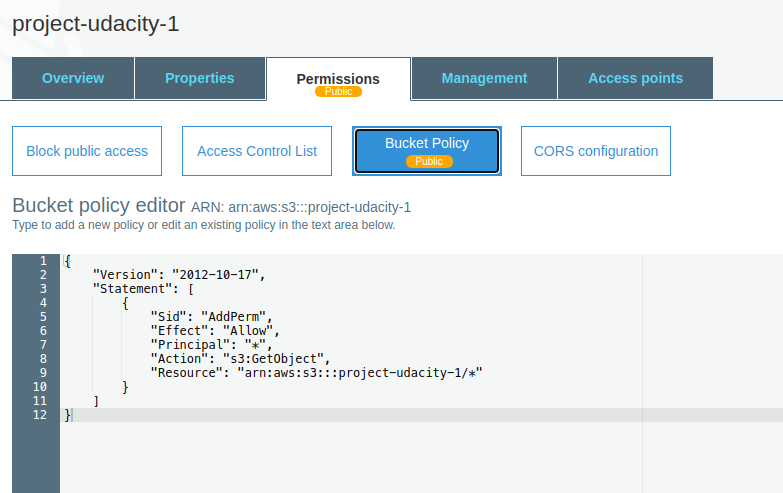 project-udacity-1
Overview
Properties
Permissions
Public
Management
Access points
Block public access
Access Control List
Bucket Policy
Public
CORS configuration
Bucket policy editor ARN: arn:aws:s3:::project-udacity-1
Type to add a new policy or edit an existing policy in the text area below.
1 {
2 "Version": "2012-10-17",
3 "Statement": [
4 {
5 "Sid": "AddPerm",
6 "Effect": "Allow",
7 "Principal": "*",
8 "Action": "s3:GetObject",
9 "Resource": "arn:aws:s3:::project-udacity-1/*"
10 }
11 ]
12 }